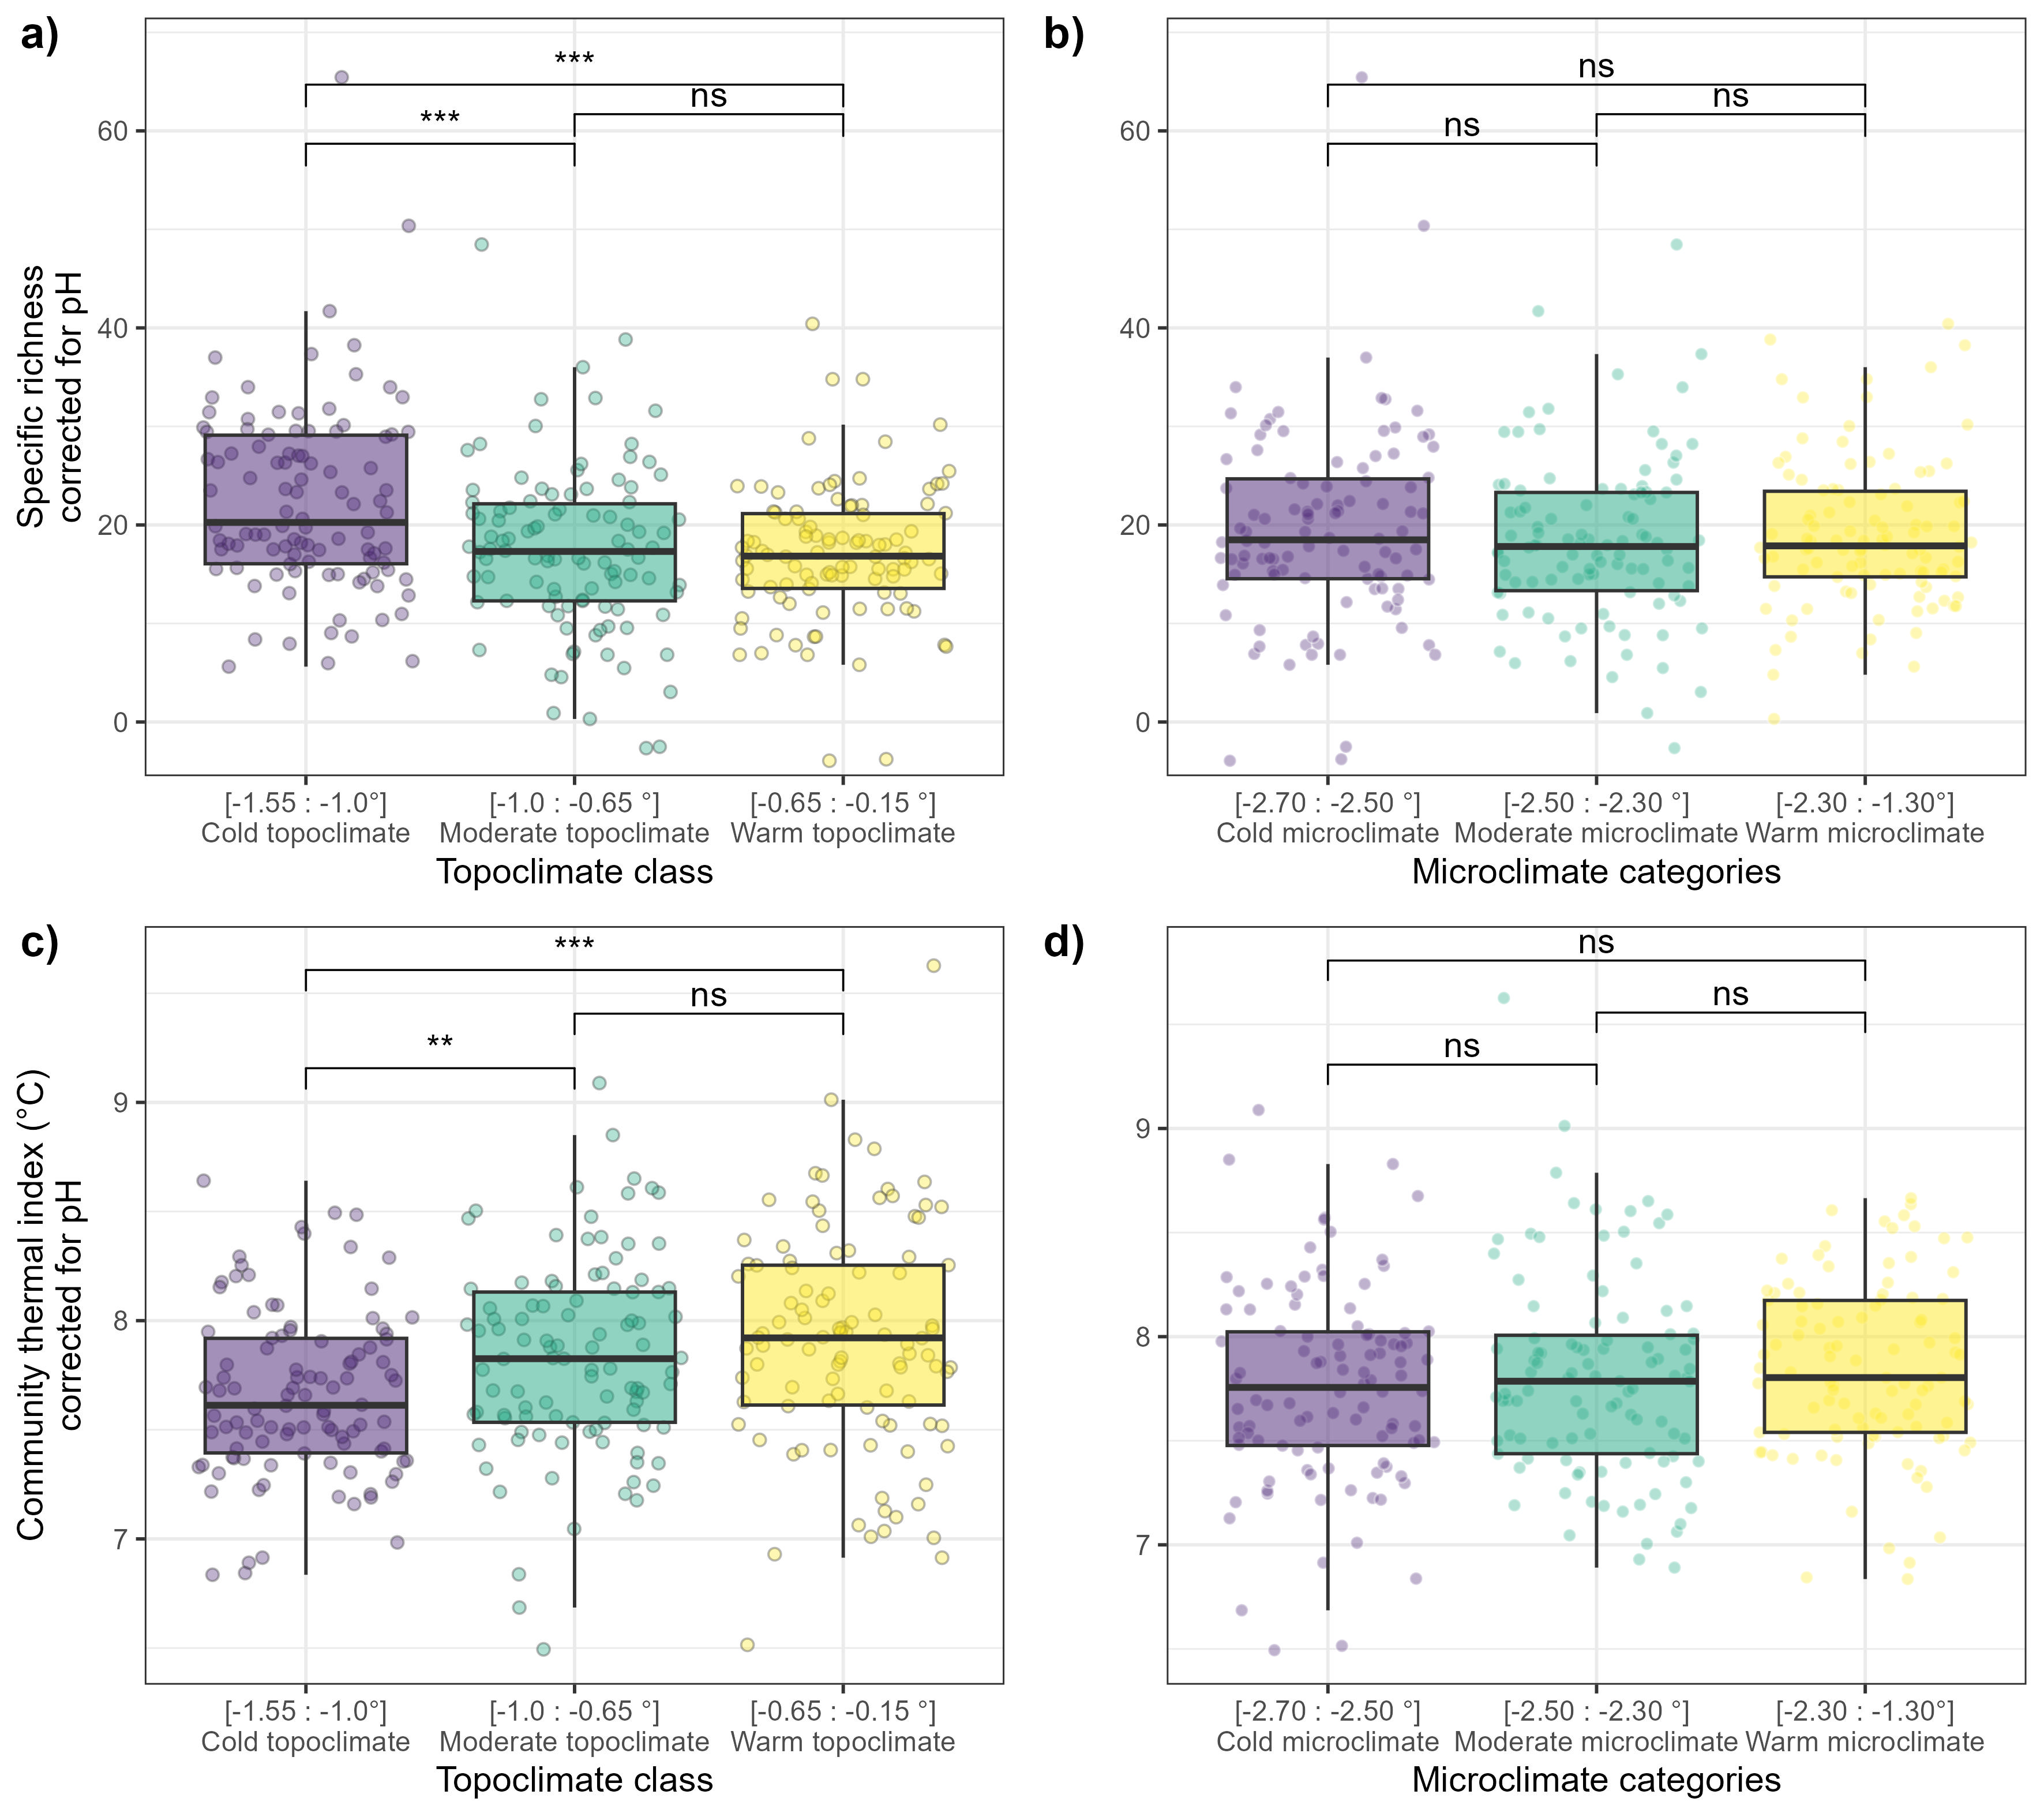 a)
***
ns
***
60
40
20
0
Specific richness
corrected for pH
[-1.55 : -1.0°]
Cold topoclimate
[-1.0 : -0.65 °]
Moderate topoclimate
[-0.65 : -0.15 °]
Warm topoclimate
Topoclimate class
b)
ns
ns
ns
60
40
20
0
[-2.70 : -2.50 °]
Cold microclimate
[-2.50 : -2.30 °]
Moderate microclimate
[-2.30 : -1.30°]
Warm microclimate
Microclimate categories
c)
***
ns
**
9
8
7
Community thermal index (°C)
corrected for pH
[-1.55 : -1.0°]
Cold topoclimate
[-1.0 : -0.65 °]
Moderate topoclimate
[-0.65 : -0.15 °]
Warm topoclimate
Topoclimate class
d)
ns
ns
ns
9
8
7
[-2.70 : -2.50 °]
Cold microclimate
[-2.50 : -2.30 °]
Moderate microclimate
[-2.30 : -1.30°]
Warm microclimate
Microclimate categories